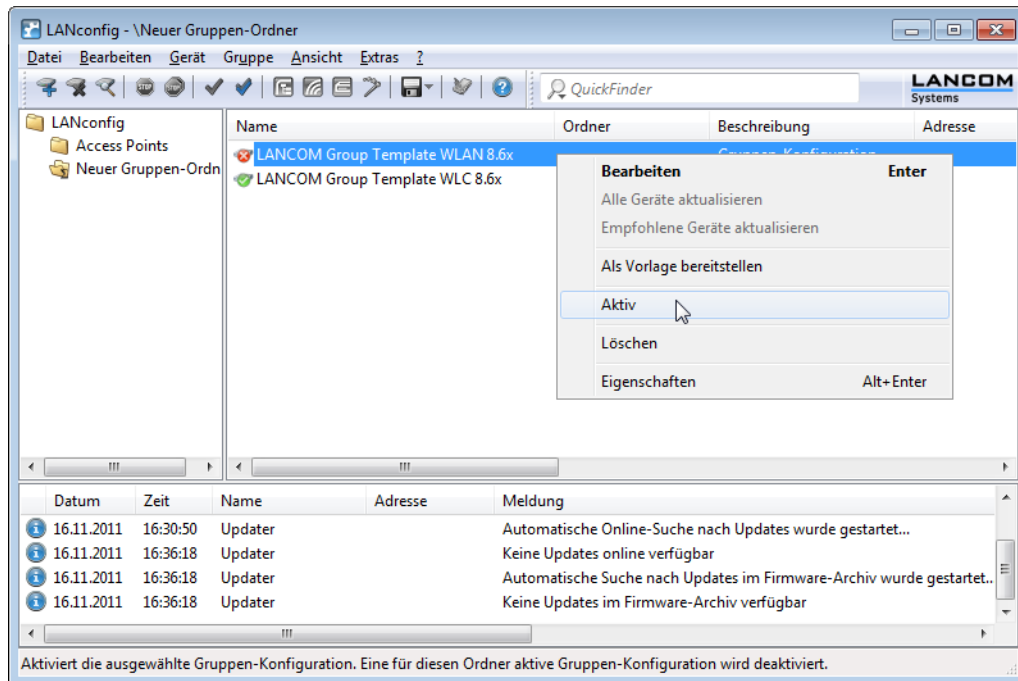 LANconfig - \Neuer Gruppen-Ordner
Datei Bearbeiten Gerät Gruppe Ansicht Extras ?
QuickFinder
LANCOM
Systems
LANconfig
Access Points
Neuer Gruppen-Ordn
Name Ordner Beschreibung Adresse
LANCOM Group Template WLAN 8.6x Gruppen-Konfiguration
LANCOM Group Template WLC 8.6x
Bearbeiten Enter
Alle Geräte aktualisieren
Empfohlene Geräte aktualisieren
Als Vorlage bereitstellen
Aktiv
Löschen
Eigenschaften Alt+Enter
Datum Zeit Name Adresse Meldung
16.11.2011 16:30:50 Updater Automatische Online-Suche nach Updates wurde gestartet...
16.11.2011 16:36:18 Updater Keine Updates online verfügbar
16.11.2011 16:36:18 Updater Automatische Suche nach Updates im Firmware-Archiv wurde gestartet..
16.11.2011 16:36:18 Updater Keine Updates im Firmware-Archiv verfügbar
Aktiviert die ausgewählte Gruppen-Konfiguration. Eine für diesen Ordner aktive Gruppen-Konfiguration wird deaktiviert.